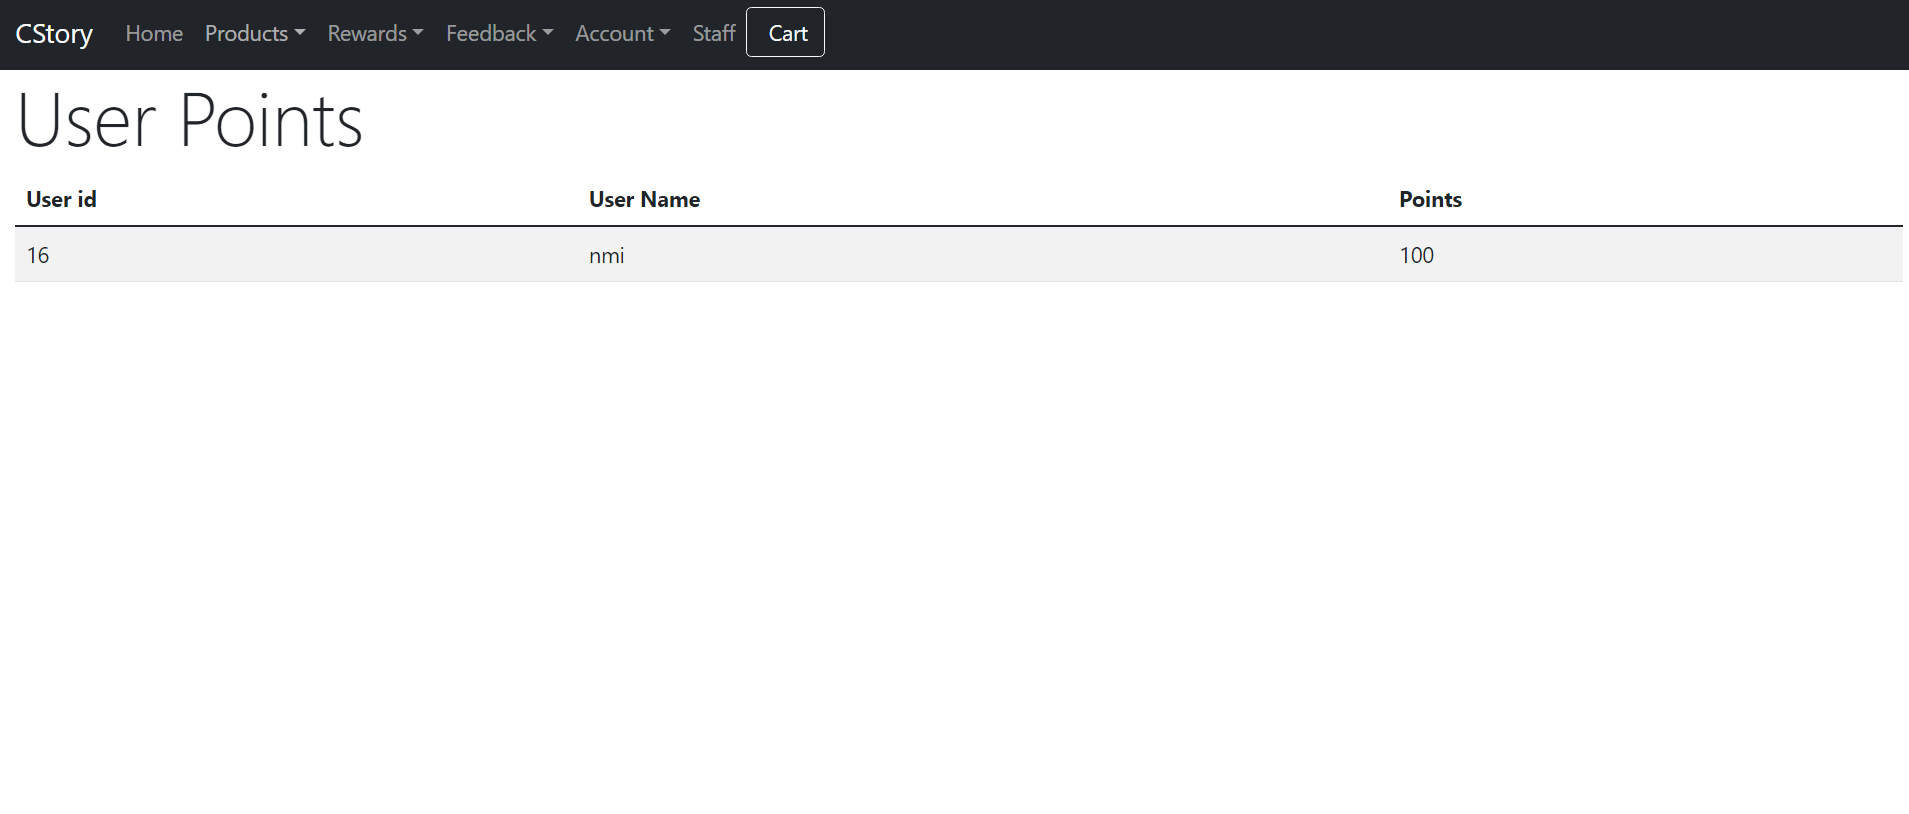 CStory Home Products Rewards Feedback Account Staff Cart
User Points
User id User Name Points
16 nmi 100